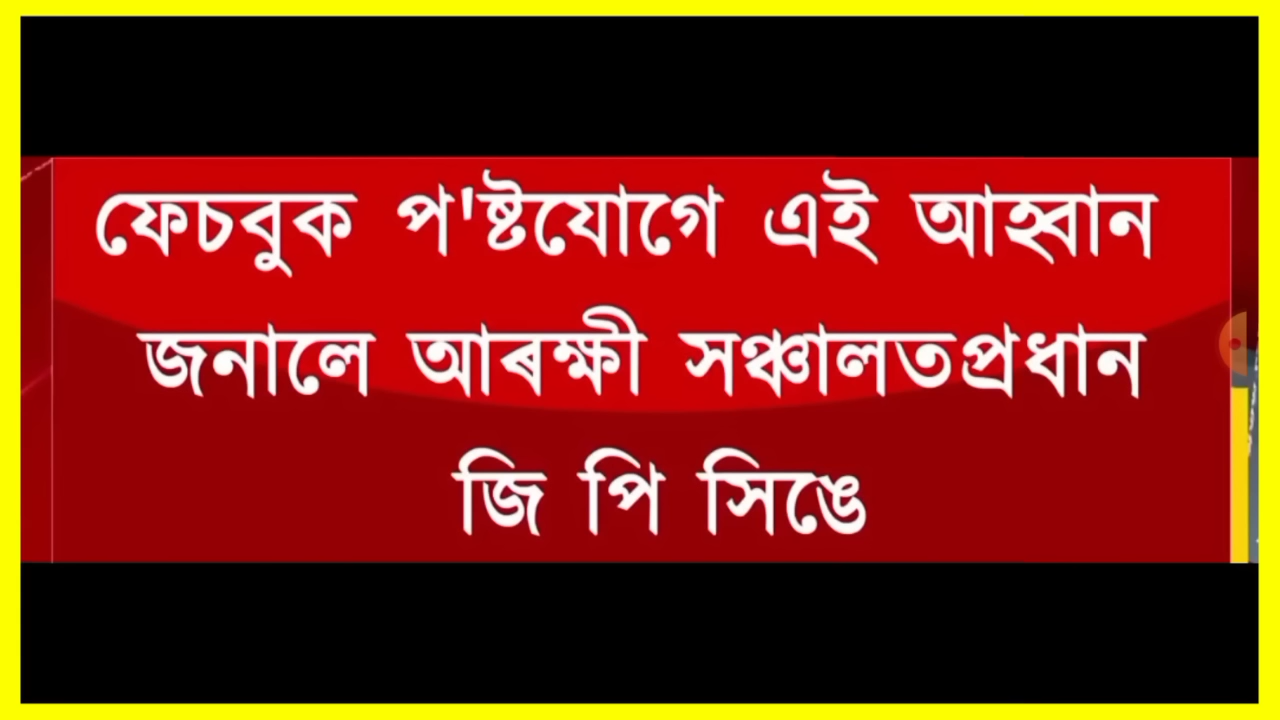 ফেচবুক প'ষ্টযোগে এই আহ্বান
জনালে আৰক্ষী সঞ্চালতপ্ৰধান
জি পি সিঙে